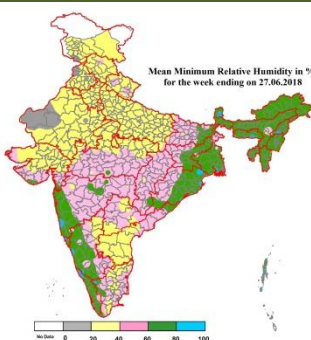 Mean Minimum Relative Humidity in %
for the week ending on 27.06.2018
No Data 0 20 40 60 80 100